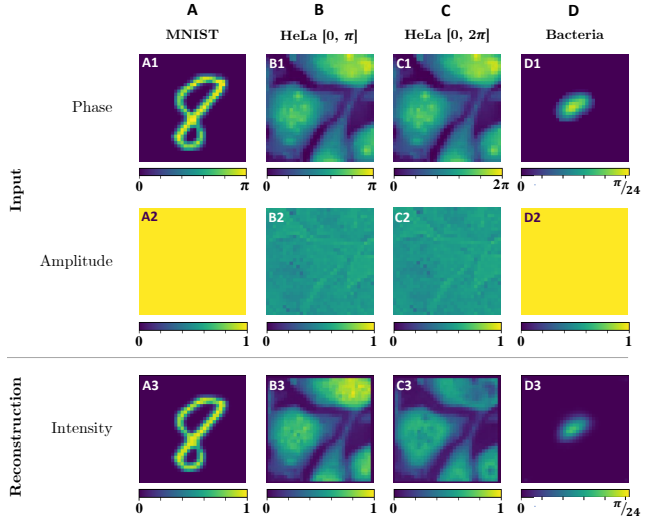 A B C D
MNIST HeLa [0, π] HeLa [0, 2π] Bacteria
Input
Phase
A1 B1 C1 D1
0 π 0 π 0 2π 0 π/24
Amplitude
A2 B2 C2 D2
0 1 0 1 0 1 0 1
Reconstruction
Intensity
A3 B3 C3 D3
0 1 0 1 0 1 0 π/24